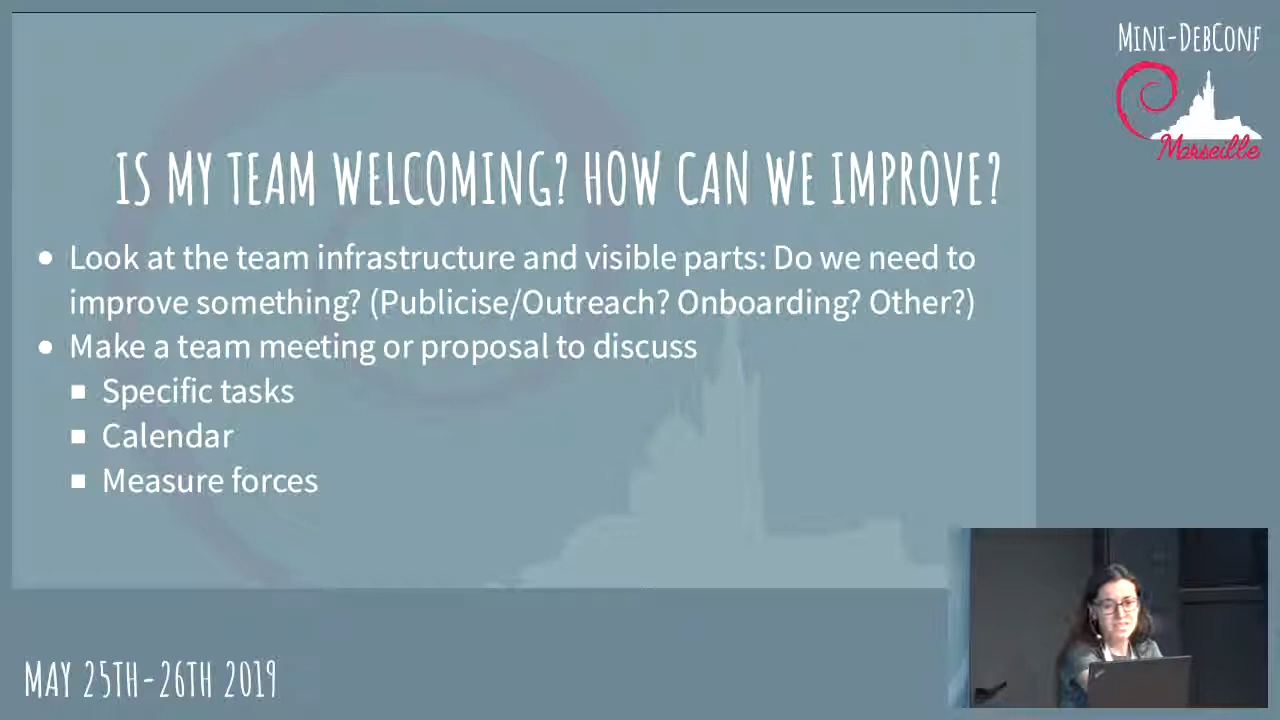 MINI-DEBCONF
Marseille
IS MY TEAM WELCOMING? HOW CAN WE IMPROVE?
Look at the team infrastructure and visible parts: Do we need to
improve something? (Publicise/Outreach? Onboarding? Other?)
Make a team meeting or proposal to discuss
Specific tasks
Calendar
Measure forces
MAY 25TH-26TH 2019